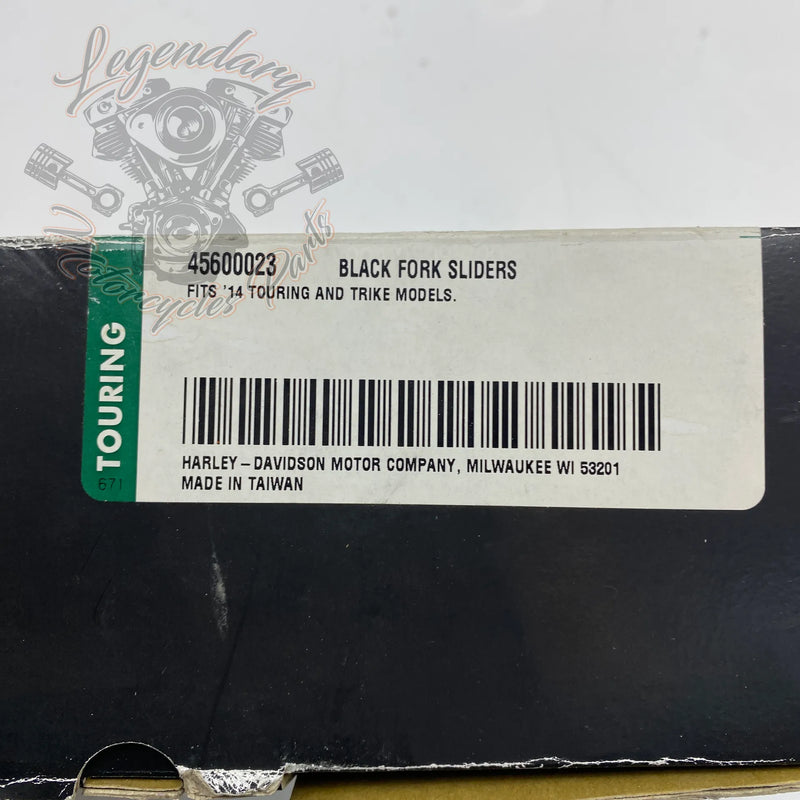 Legendary
Motorcycles Parts
45600023 BLACK FORK SLIDERS
FITS '14 TOURING AND TRIKE MODELS.
TOURING
671
HARLEY-DAVIDSON MOTOR COMPANY, MILWAUKEE WI 53201
MADE IN TAIWAN